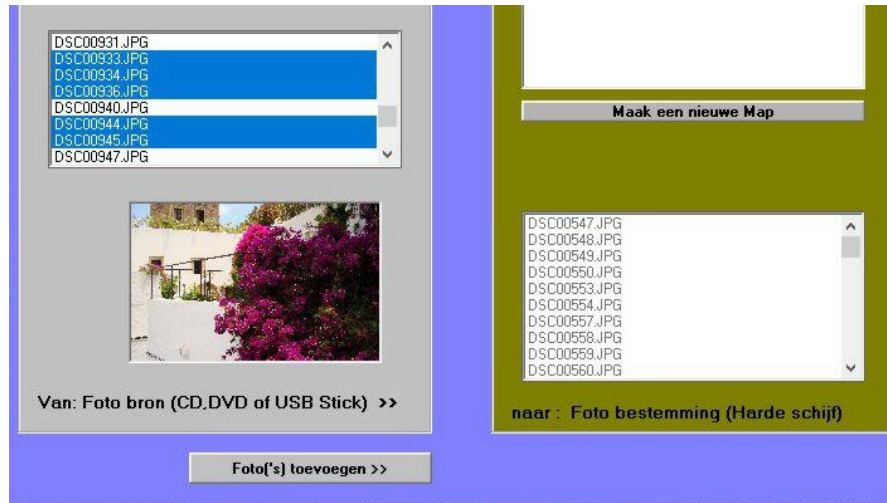 DSC00931.JPG
DSC00933.JPG
DSC00934.JPG
DSC00936.JPG
DSC00940.JPG
DSC00944.JPG
DSC00945.JPG
DSC00947.JPG
Van: Foto bron (CD,DVD of USB Stick) >>
Foto('s) toevoegen >>
Maak een nieuwe Map
DSC00547.JPG
DSC00548.JPG
DSC00549.JPG
DSC00550.JPG
DSC00553.JPG
DSC00554.JPG
DSC00557.JPG
DSC00558.JPG
DSC00559.JPG
DSC00560.JPG
naar : Foto bestemming (Harde schijf)